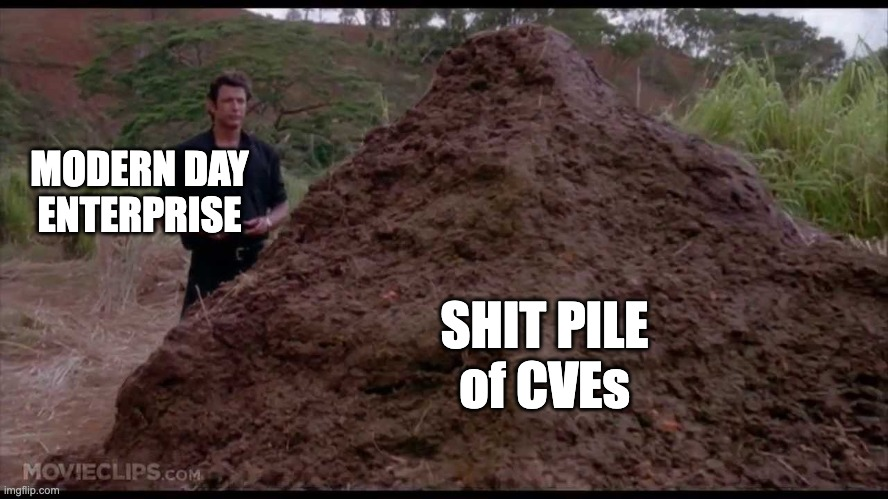 MODERN DAY
ENTERPRISE
SHIT PILE
of CVEs
MOVIECLIPS.COM
imgflip.com